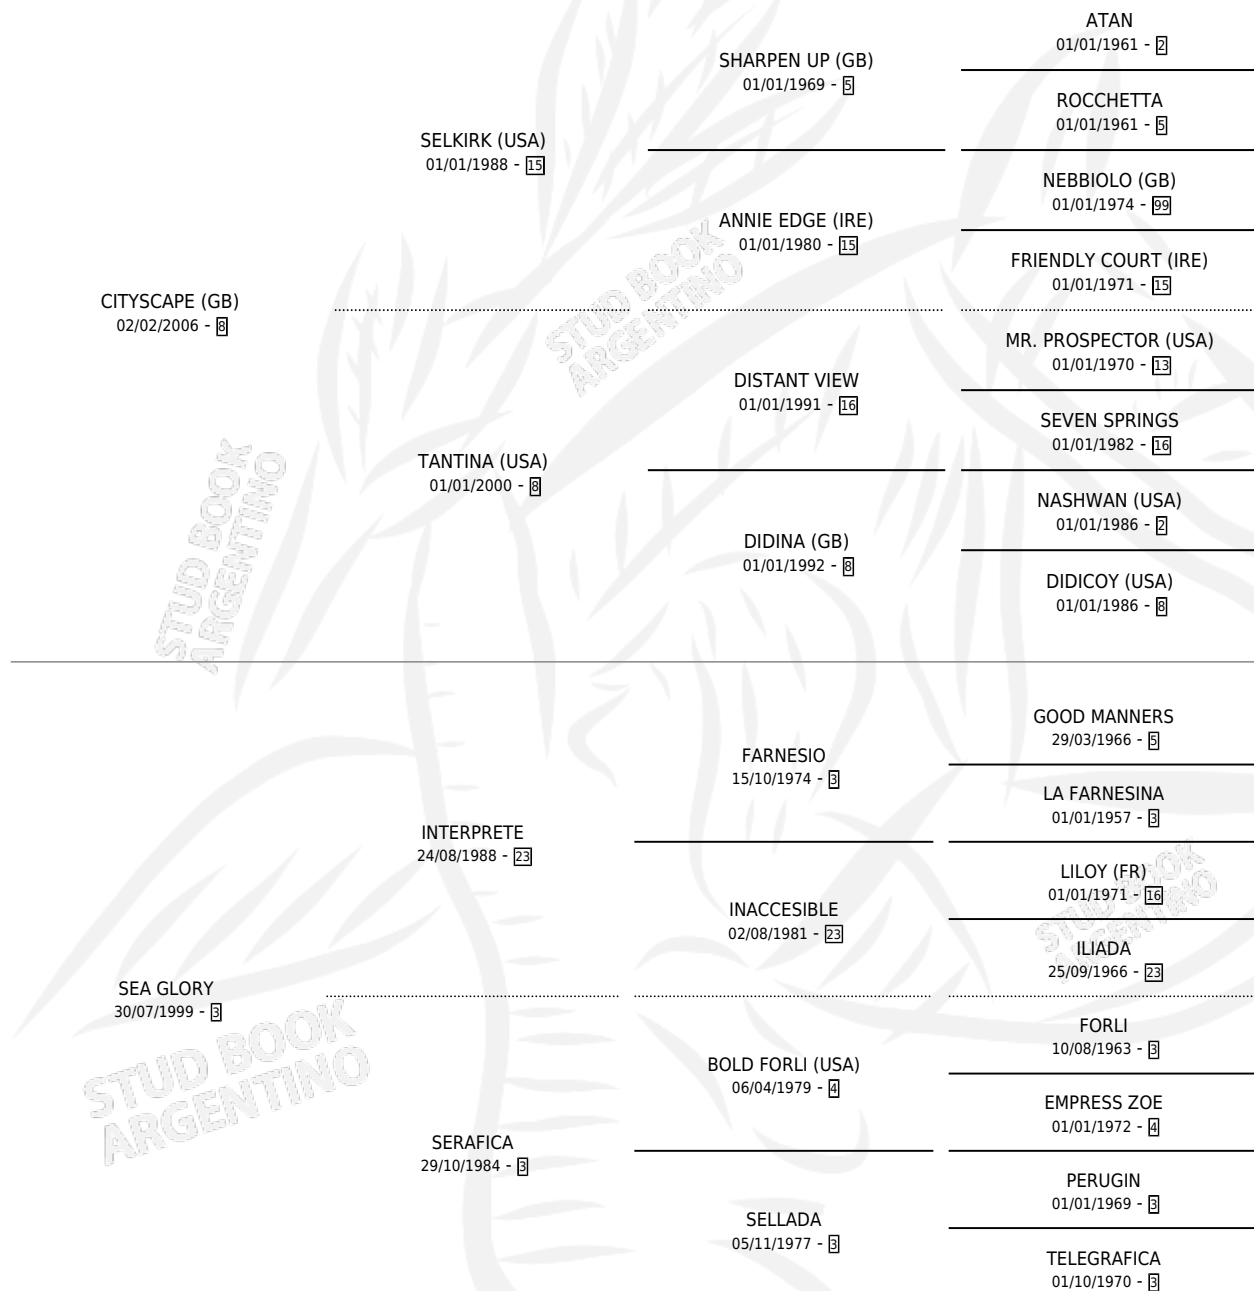 ATAN
01/01/1961 - 2
SHARPEN UP (GB)
01/01/1969 - 5
ROCCHETTA
01/01/1961 - 5
SELKIRK (USA)
01/01/1988 - 15
NEBBIOLO (GB)
01/01/1974 - 99
ANNIE EDGE (IRE)
01/01/1980 - 15
FRIENDLY COURT (IRE)
01/01/1971 - 15
CITYSCAPE (GB)
02/02/2006 - 8
MR. PROSPECTOR (USA)
01/01/1970 - 13
DISTANT VIEW
01/01/1991 - 16
SEVEN SPRINGS
01/01/1982 - 16
TANTINA (USA)
01/01/2000 - 8
NASHWAN (USA)
01/01/1986 - 2
DIDINA (GB)
01/01/1992 - 8
DIDICOY (USA)
01/01/1986 - 8
GOOD MANNERS
29/03/1966 - 5
FARNESIO
15/10/1974 - 3
LA FARNESINA
01/01/1957 - 3
INTERPRETE
24/08/1988 - 23
LILOY (FR)
01/01/1971 - 16
INACCESIBLE
02/08/1981 - 23
ILIADA
25/09/1966 - 23
SEA GLORY
30/07/1999 - 3
FORLI
10/08/1963 - 3
BOLD FORLI (USA)
06/04/1979 - 4
EMPRESS ZOE
01/01/1972 - 4
SERAFICA
29/10/1984 - 3
PERUGIN
01/01/1969 - 3
SELLADA
05/11/1977 - 3
TELEGRAFICA
01/10/1970 - 3
STUD BOOK
ARGENTINO
STUD BOOK
ARGENTINO
STUD BOOK
ARGENTINO
STUD BOOK
ARGENTINO